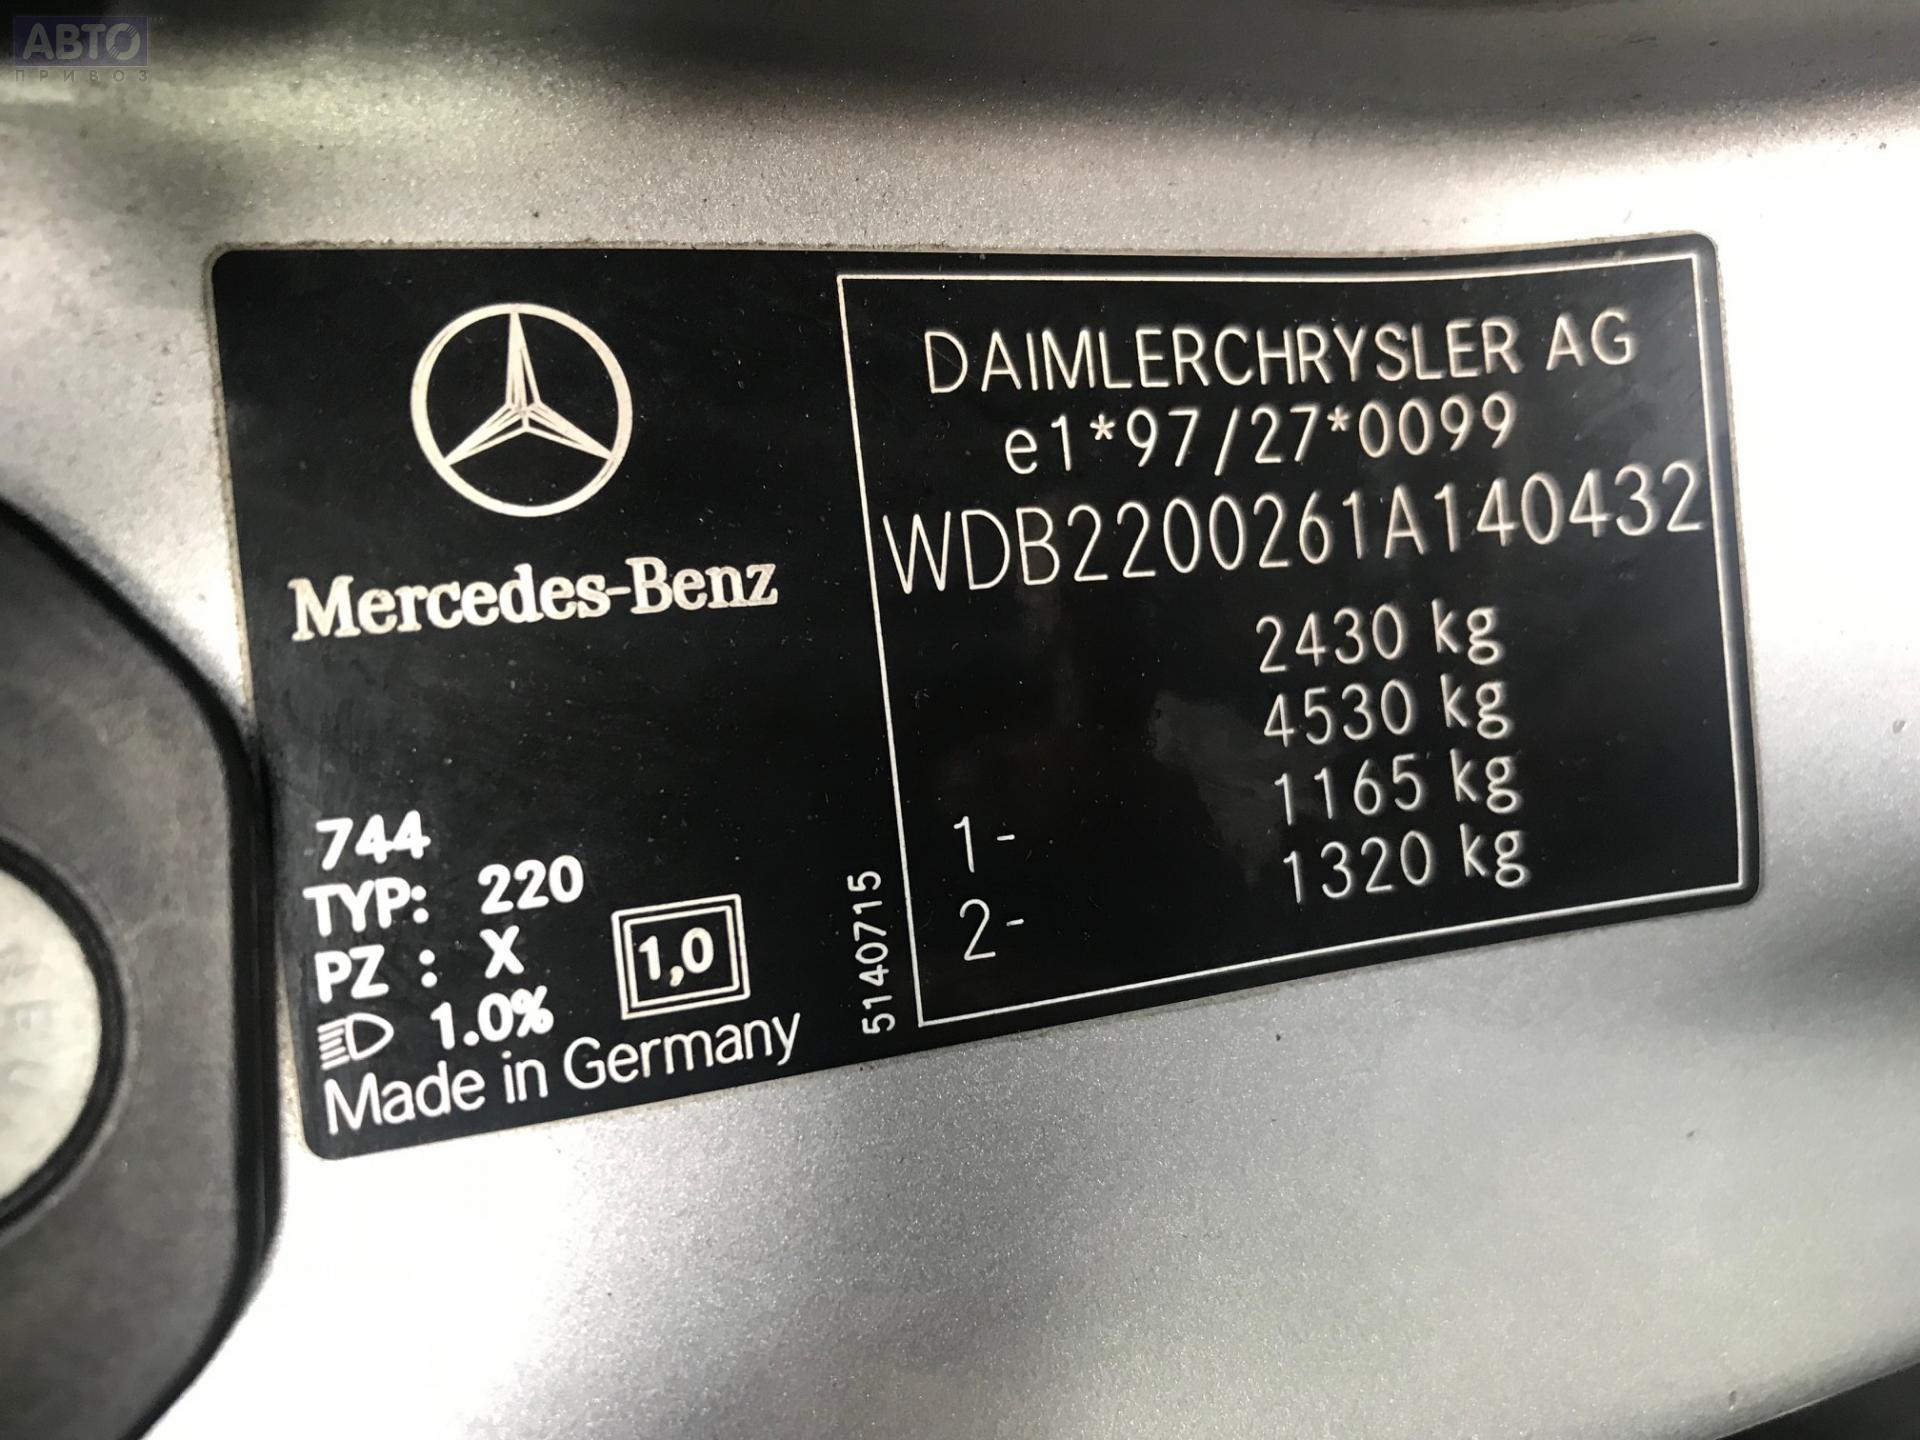 АВТО
ПРИВОЗ
Mercedes-Benz
744
TYP: 220
PZ : X
1.0%
1,0
Made in Germany
5140715
DAIMLERCHRYSLER AG
e1*97/27*0099
WDB2200261A140432
2430 kg
4530 kg
1- 1165 kg
2- 1320 kg